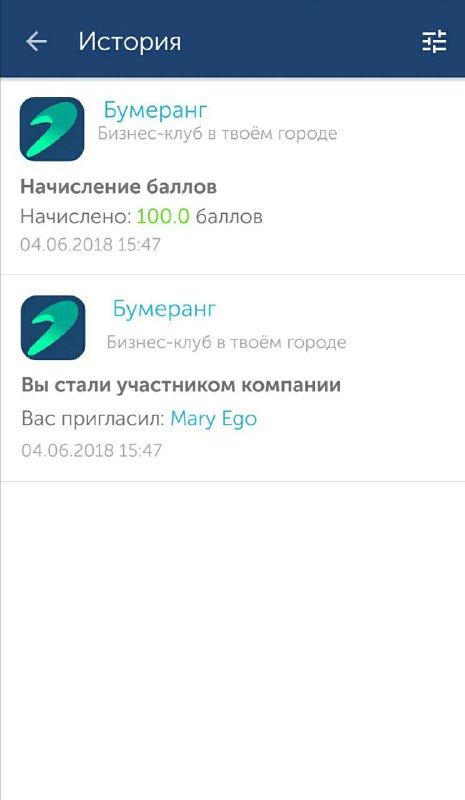 История
Бумеранг
Бизнес-клуб в твоём городе
Начисление баллов
Начислено: 100.0 баллов
04.06.2018 15:47
Бумеранг
Бизнес-клуб в твоём городе
Вы стали участником компании
Вас пригласил: Mary Ego
04.06.2018 15:47